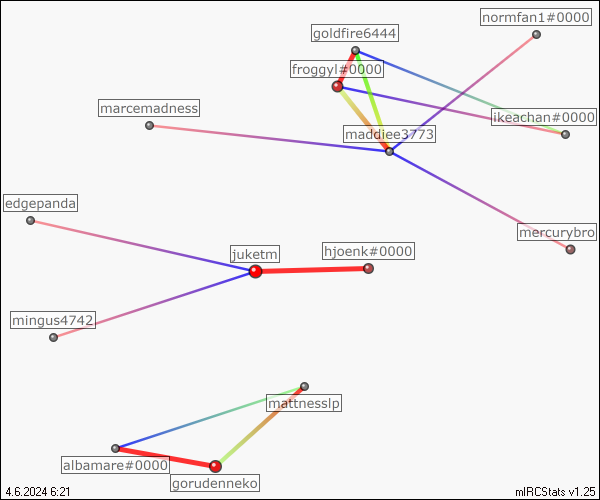 normfan1#0000
goldfire6444
froggyl#0000
marcemadness
ikeachan#0000
maddiee3773
edgepanda
mercurybro
juketm
hjoenk#0000
mingus4742
mattnesslp
albamare#0000
gorudenneko
4.6.2024 6:21
mIRCStats v1.25